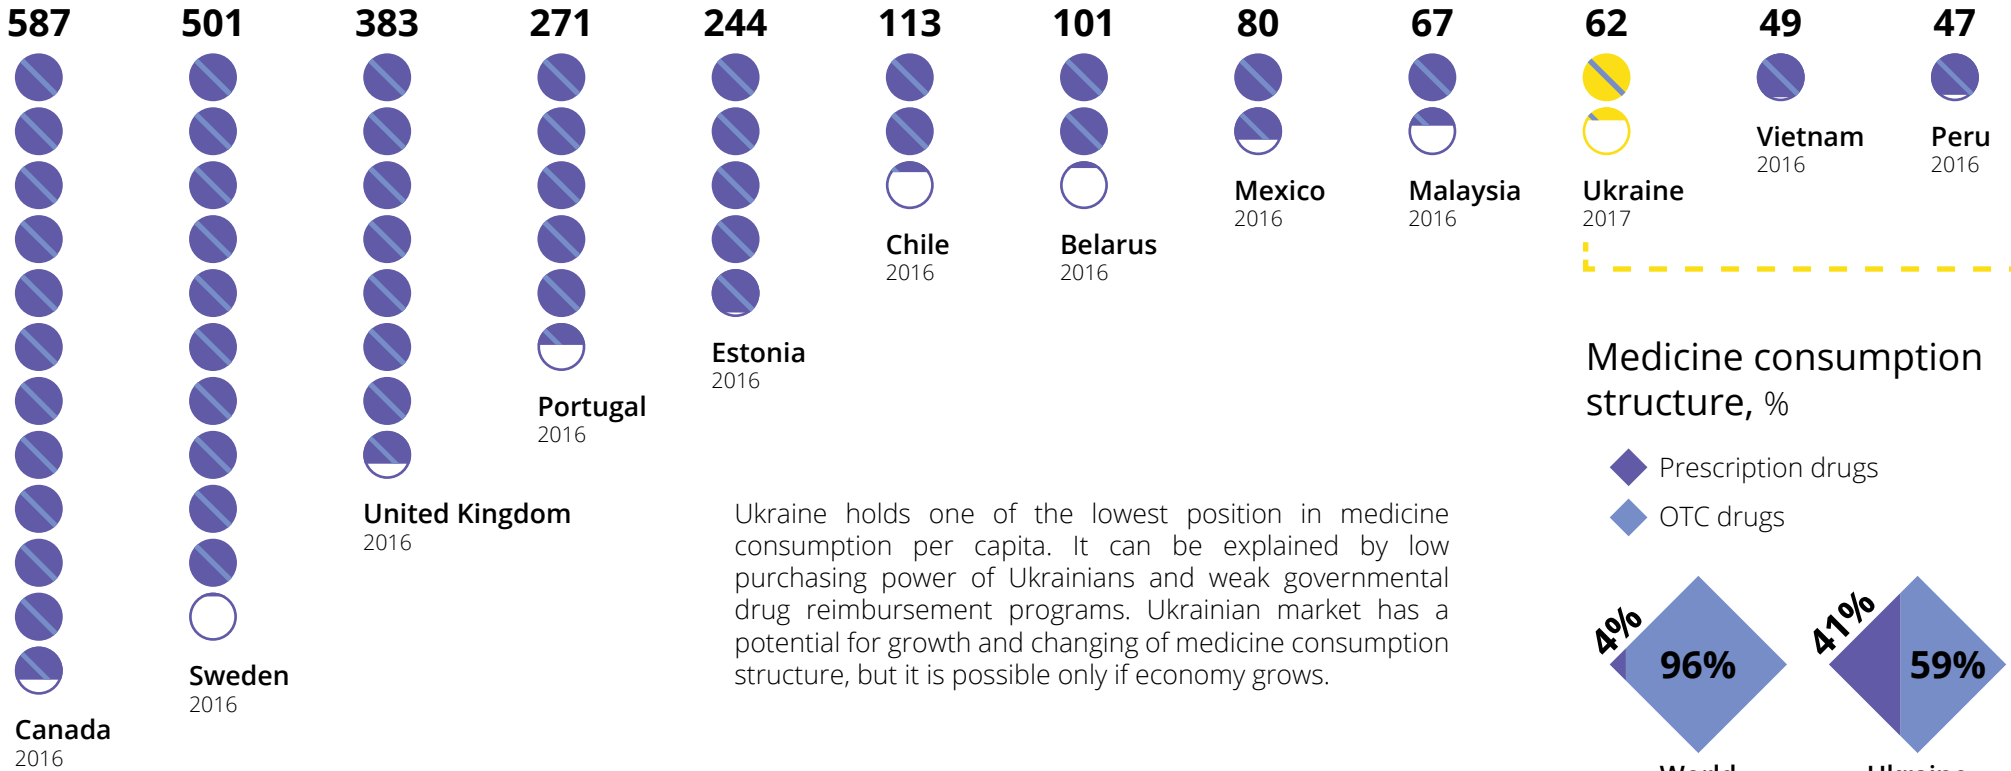 587 501 383 271 244 113 101 80 67 62 49 47
Vietnam Peru
2016 2016
Mexico Malaysia Ukraine
2016 2016 2017
Chile Belarus
2016 2016
Estonia
2016
Portugal
2016
United Kingdom
2016
Sweden
2016
Canada
2016
Ukraine holds one of the lowest position in medicine
consumption per capita. It can be explained by low
purchasing power of Ukrainians and weak governmental
drug reimbursement programs. Ukrainian market has a
potential for growth and changing of medicine consumption
structure, but it is possible only if economy grows.
Medicine consumption
structure, %
Prescription drugs
OTC drugs
4% 96% 41% 59%
World Ukraine